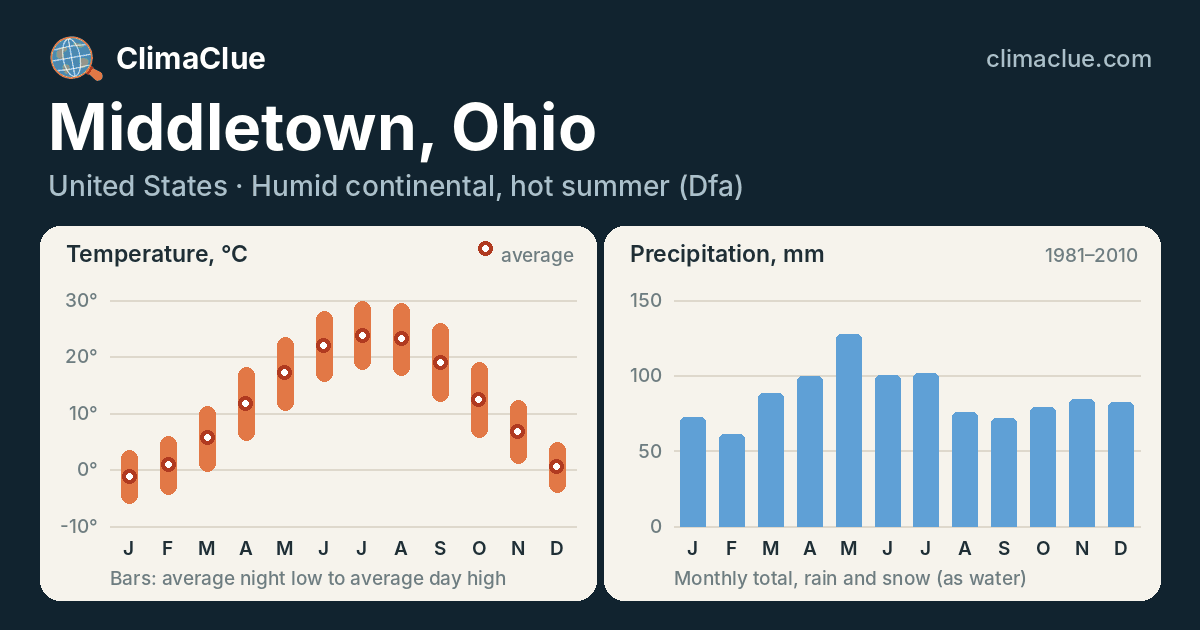 ClimaClue
climaclue.com
Middletown, Ohio
United States · Humid continental, hot summer (Dfa)
Temperature, °C
average
30°
20°
10°
0°
-10°
J F M A M J J A S O N D
Bars: average night low to average day high
Precipitation, mm
1981–2010
150
100
50
0
J F M A M J J A S O N D
Monthly total, rain and snow (as water)